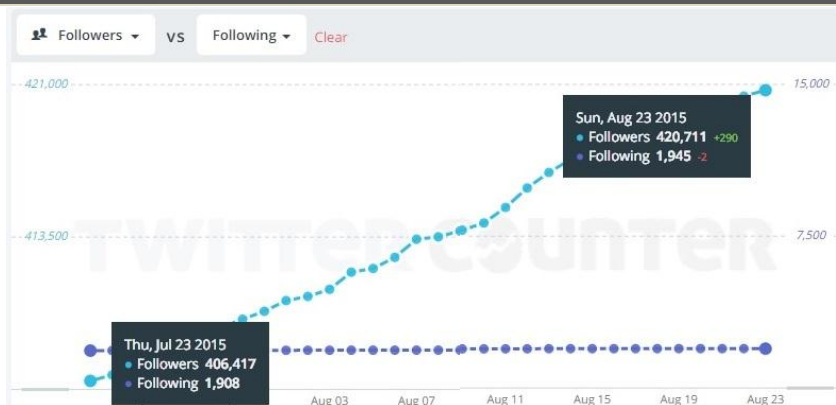 Followers vs Following Clear
421,000 15,000
Sun, Aug 23 2015
Followers 420,711 +290
Following 1,945 -2
413,500 7,500
TWITTER COUNTER
Thu, Jul 23 2015
Followers 406,417
Following 1,908
Aug 03 Aug 07 Aug 11 Aug 15 Aug 19 Aug 23